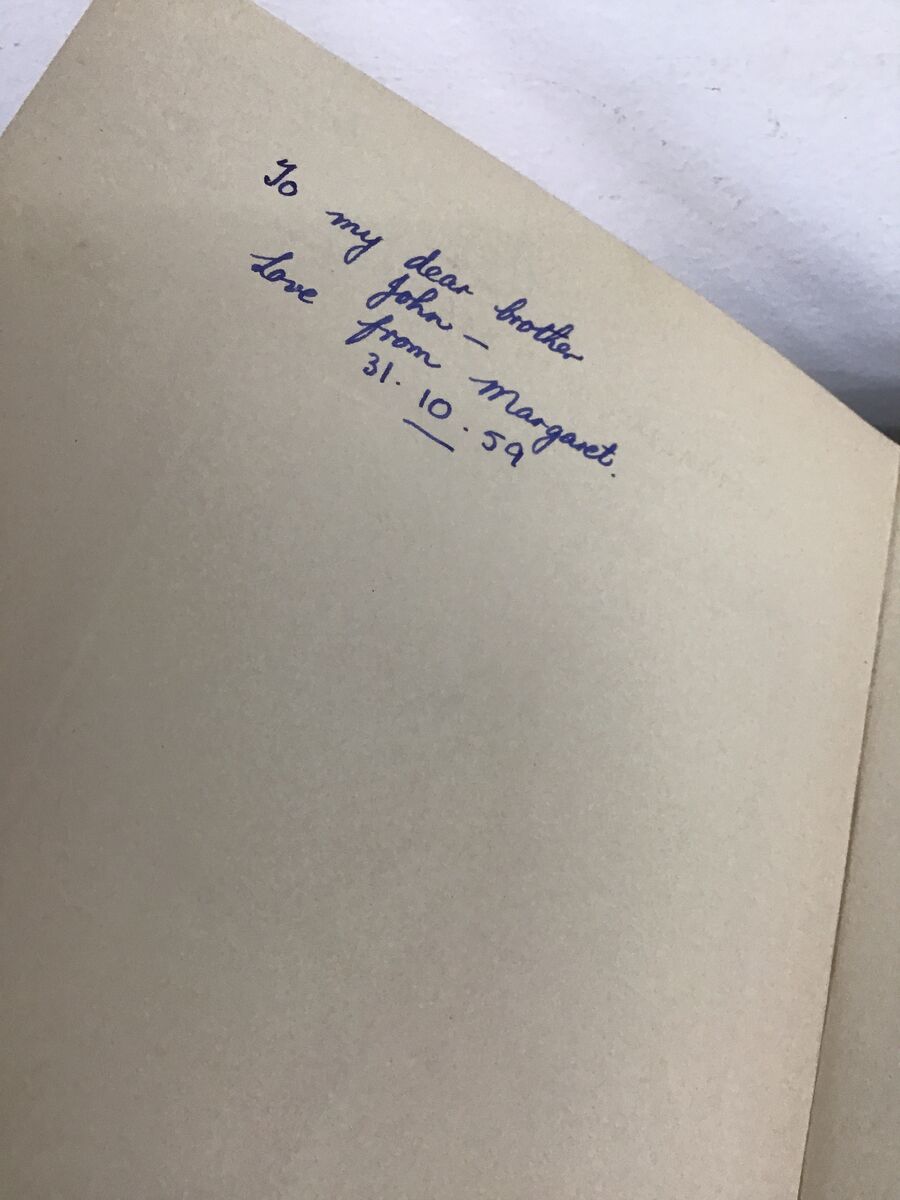 To my dear brother
John –
Love from Margaret.
31.10.59